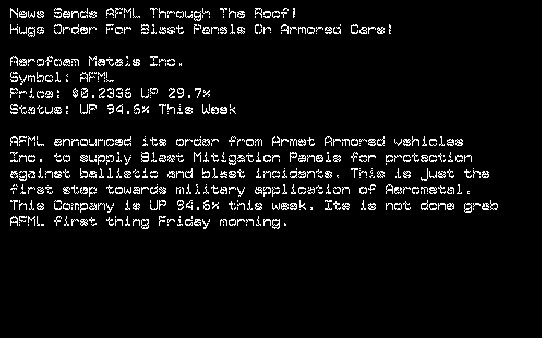 News Sends AFML Through The Roof!
Huge Order For Blast Panels On Armored Cars!
Aerofoam Metals Inc.
Symbol: AFML
Price: $0.2336 UP 29.7%
Status: UP 94.6% This Week
AFML announced its order from Armet Armored vehicles
Inc. to supply Blast Mitigation Panels for protection
against ballistic and blast incidents. This is just the
first step towards military application of Aerometal.
This Company is UP 94.6% this week. Its is not done grab
AFML first thing Friday morning.